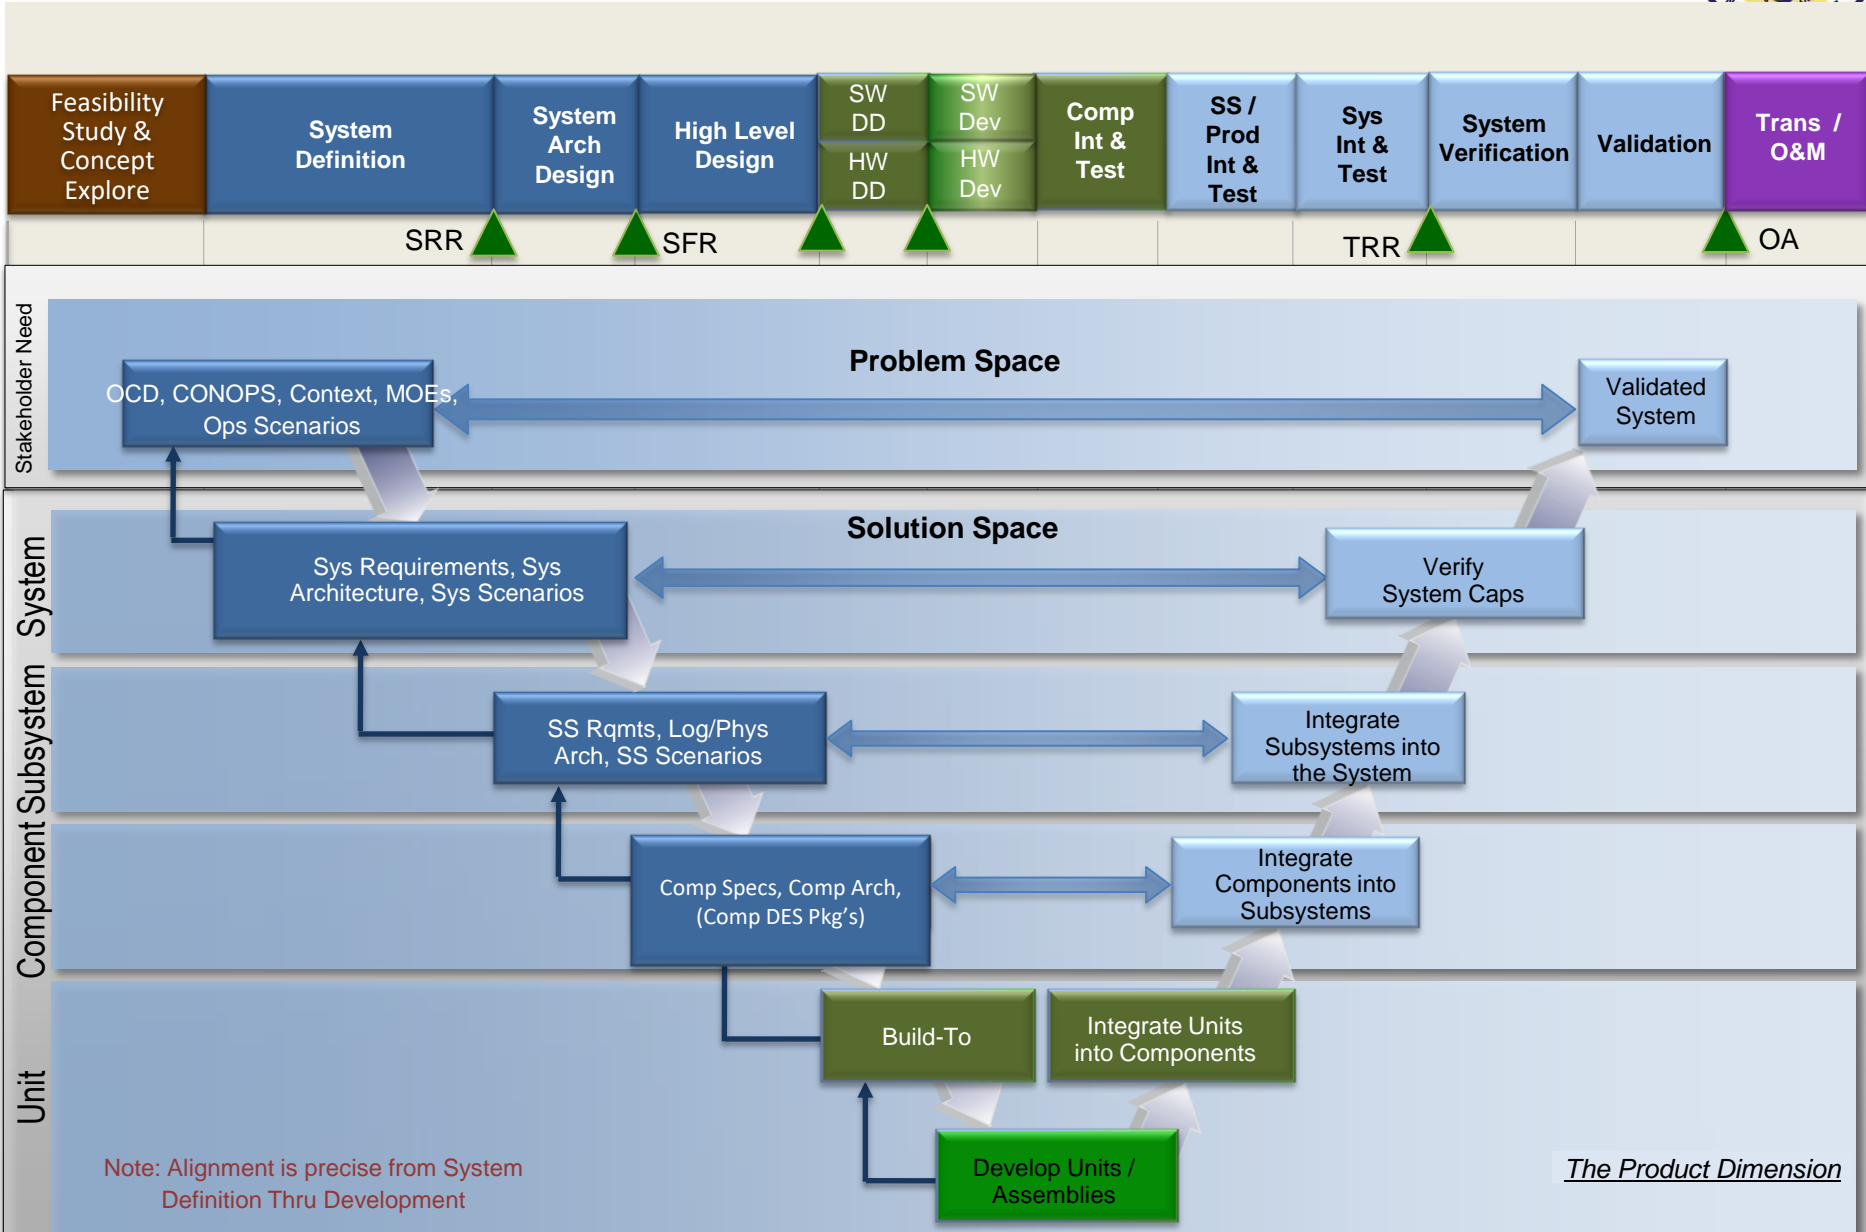 Feasibility
Study &
Concept
Explore
System
Definition
System
Arch
Design
High Level
Design
SW
DD
HW
DD
SW
Dev
HW
Dev
Comp
Int &
Test
SS /
Prod
Int &
Test
Sys
Int &
Test
System
Verification
Validation
Trans /
O&M
SRR
SFR
TRR
OA
Stakeholder Need
Problem Space
OCD, CONOPS, Context, MOEs,
Ops Scenarios
Validated
System
System
Solution Space
Sys Requirements, Sys
Architecture, Sys Scenarios
Verify
System Caps
Subsystem
SS Rqmts, Log/Phys
Arch, SS Scenarios
Integrate
Subsystems into
the System
Component
Comp Specs, Comp Arch,
(Comp DES Pkg's)
Integrate
Components into
Subsystems
Unit
Build-To
Integrate Units
into Components
Develop Units /
Assemblies
Note: Alignment is precise from System
Definition Thru Development
The Product Dimension